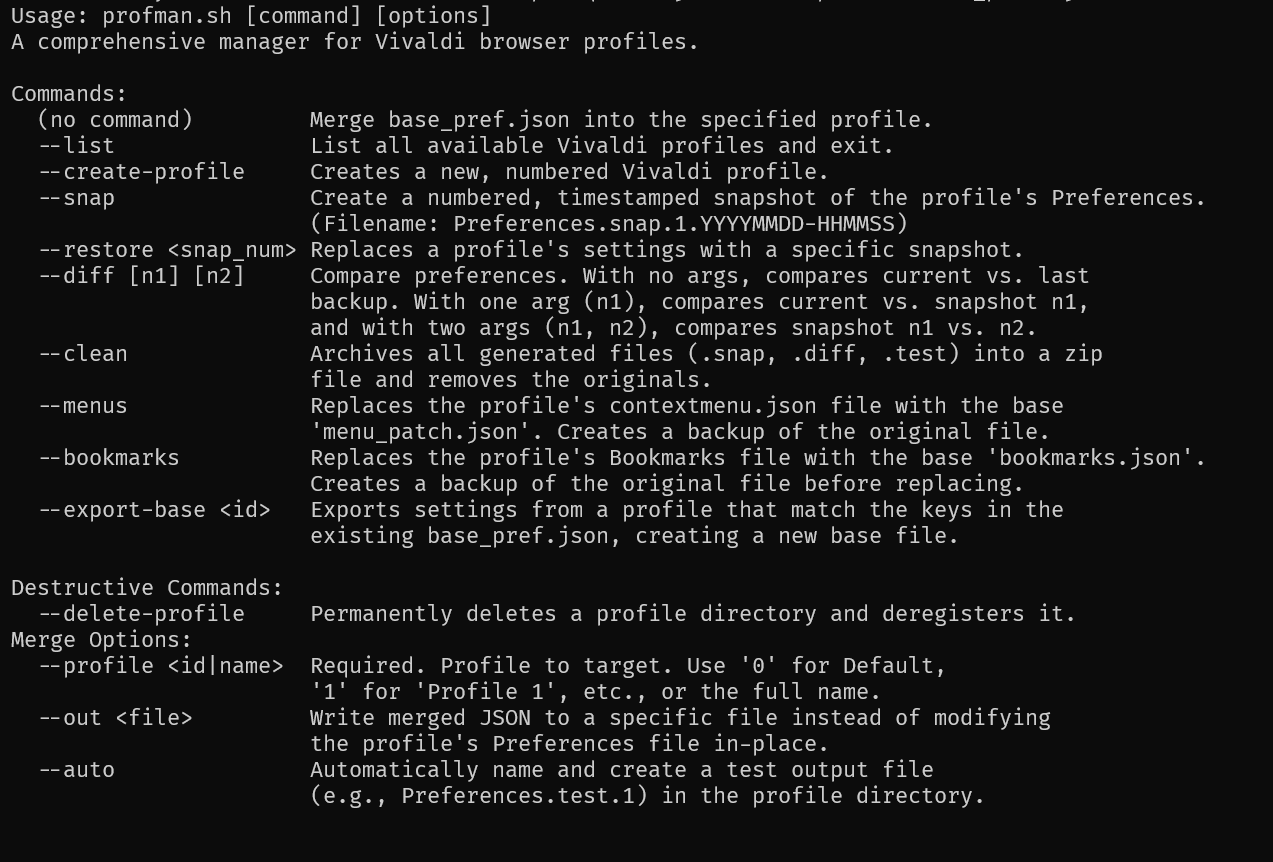 Usage: profman.sh [command] [options]
A comprehensive manager for Vivaldi browser profiles.

Commands:
  (no command)         Merge base_pref.json into the specified profile.
  --list               List all available Vivaldi profiles and exit.
  --create-profile     Creates a new, numbered Vivaldi profile.
  --snap               Create a numbered, timestamped snapshot of the profile's Preferences.
                       (Filename: Preferences.snap.1.YYYYMMDD-HHMMSS)
  --restore <snap_num> Replaces a profile's settings with a specific snapshot.
  --diff [n1] [n2]     Compare preferences. With no args, compares current vs. last
                       backup. With one arg (n1), compares current vs. snapshot n1,
                       and with two args (n1, n2), compares snapshot n1 vs. n2.
  --clean              Archives all generated files (.snap, .diff, .test) into a zip
                       file and removes the originals.
  --menus              Replaces the profile's contextmenu.json file with the base
                       'menu_patch.json'. Creates a backup of the original file.
  --bookmarks          Replaces the profile's Bookmarks file with the base 'bookmarks.json'.
                       Creates a backup of the original file before replacing.
  --export-base <id>   Exports settings from a profile that match the keys in the
                       existing base_pref.json, creating a new base file.

Destructive Commands:
  --delete-profile     Permanently deletes a profile directory and deregisters it.
Merge Options:
  --profile <id|name>  Required. Profile to target. Use '0' for Default,
                       '1' for 'Profile 1', etc., or the full name.
  --out <file>         Write merged JSON to a specific file instead of modifying
                       the profile's Preferences file in-place.
  --auto               Automatically name and create a test output file
                       (e.g., Preferences.test.1) in the profile directory.